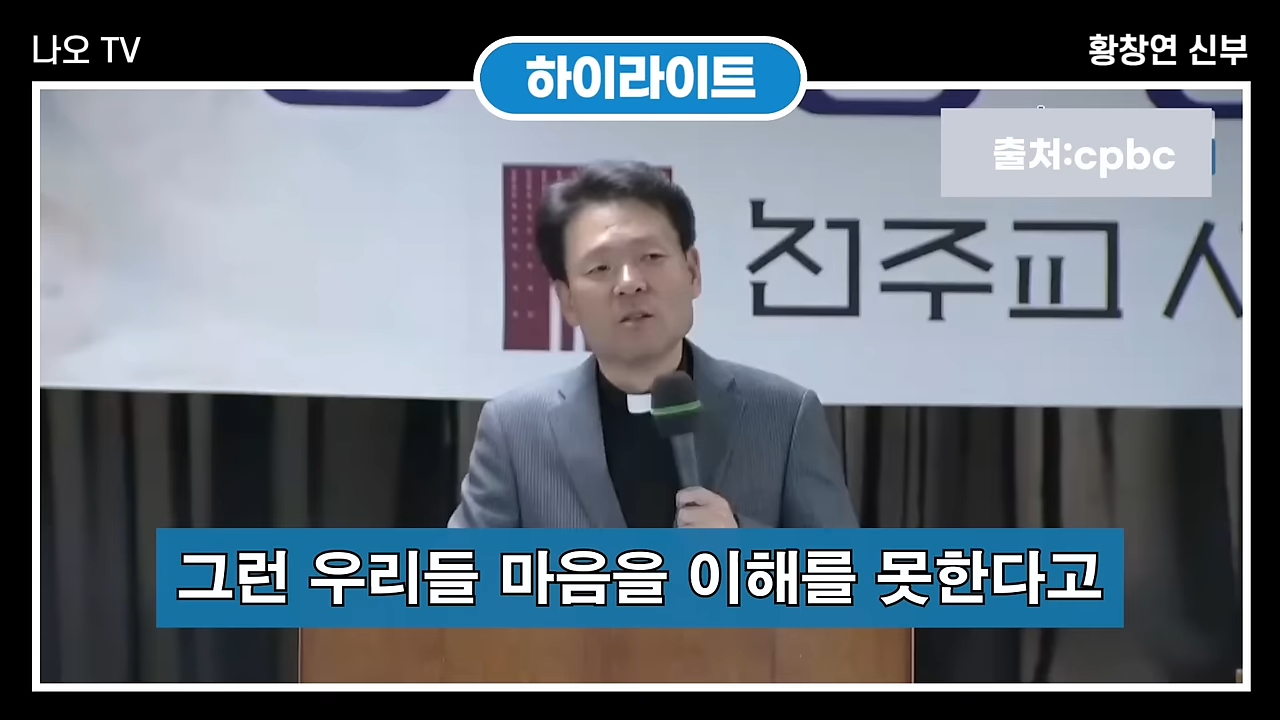 나오 TV
하이라이트
황창연 신부
출처:cpbc
천주교
그런 우리들 마음을 이해를 못한다고